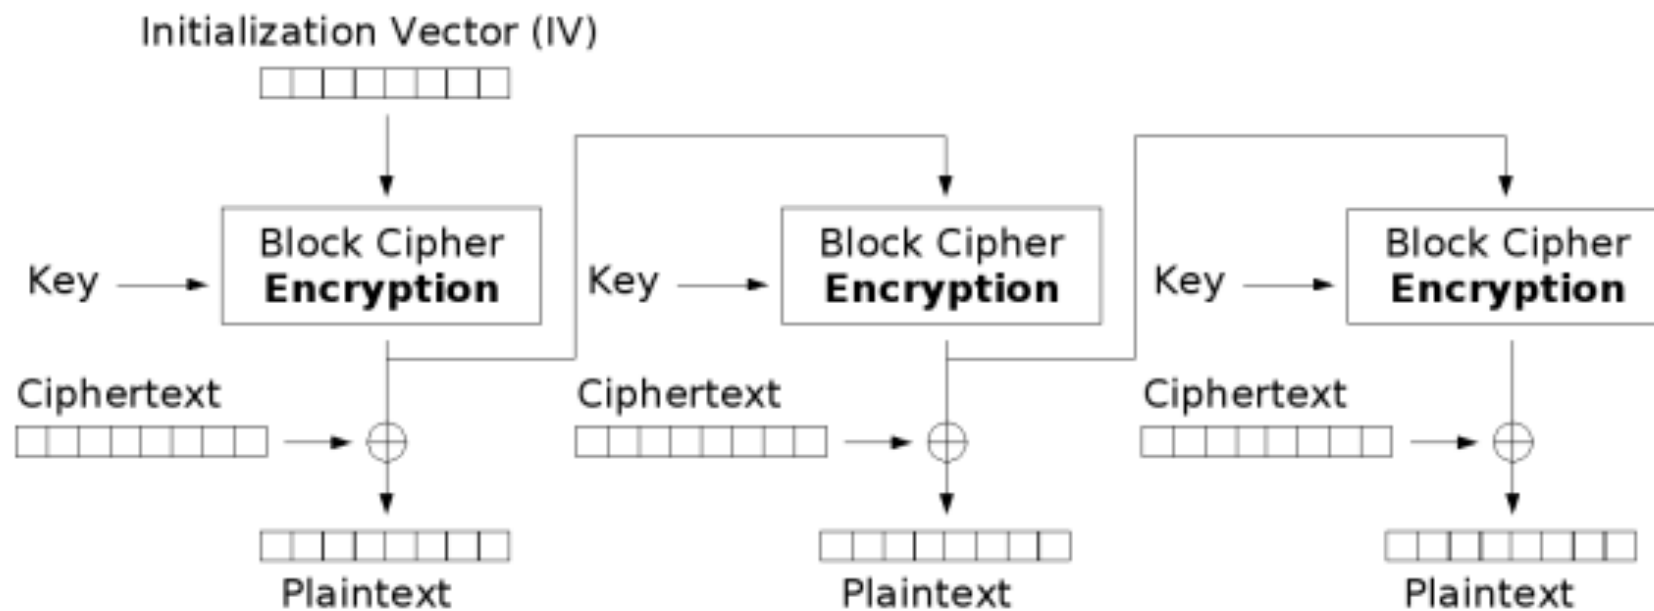 Initialization Vector (IV)
Block Cipher
Encryption
Key
Block Cipher
Encryption
Key
Block Cipher
Encryption
Key
Ciphertext
Ciphertext
Ciphertext
Plaintext
Plaintext
Plaintext